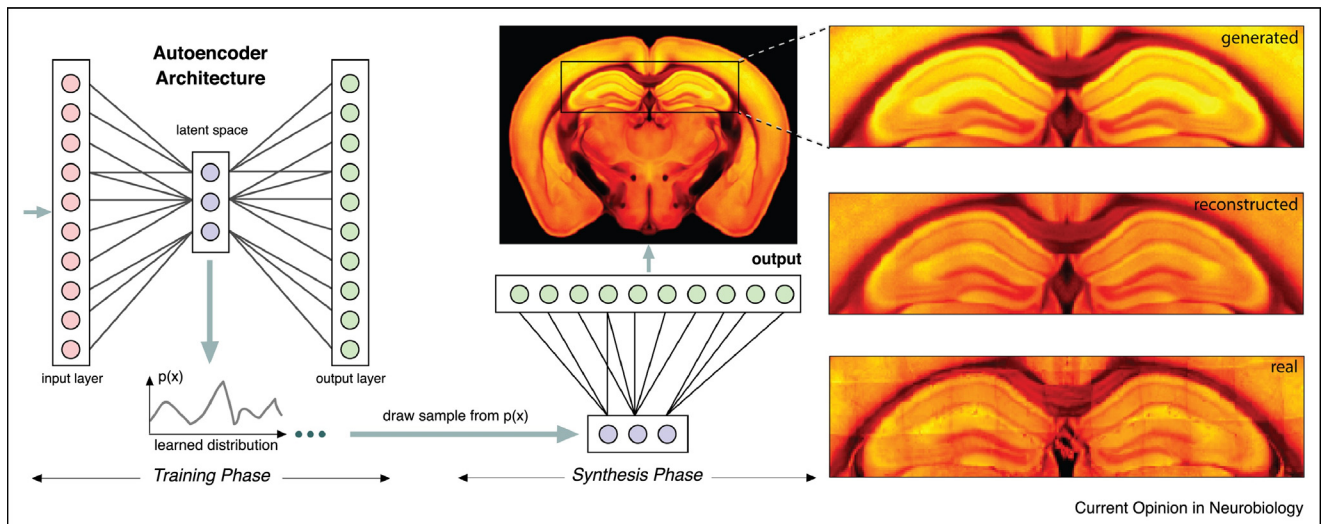 Autoencoder
Architecture
latent space
input layer
output layer
p(x)
learned distribution
Training Phase
draw sample from p(x)
output
Synthesis Phase
generated
reconstructed
real
Current Opinion in Neurobiology